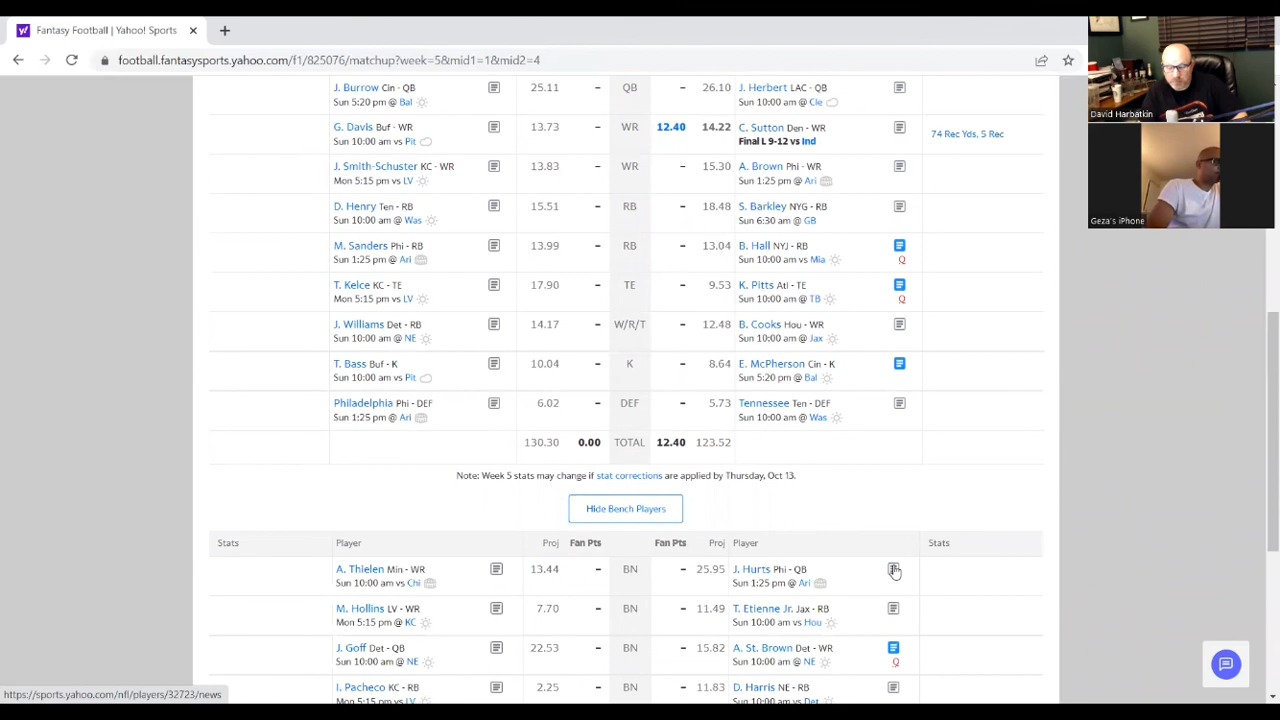 Fantasy Football | Yahoo! Sports
football.fantasysports.yahoo.com/f1/825076/matchup?week=5&mid1=1&mid2=4
J. Burrow Cin - QB 25.11 – QB – 26.10 J. Herbert LAC - QB
Sun 5:20 pm @ Bal Sun 10:00 am @ Cle
G. Davis Buf - WR 13.73 – WR 12.40 14.22 C. Sutton Den - WR 74 Rec Yds, 5 Rec
Sun 10:00 am vs Pit Final L 9-12 vs Ind
J. Smith-Schuster KC - WR 13.83 – WR – 15.30 A. Brown Phi - WR
Mon 5:15 pm vs LV Sun 1:25 pm @ Ari
D. Henry Ten - RB 15.51 – RB – 18.48 S. Barkley NYG - RB
Sun 10:00 am @ Was Sun 6:30 am @ GB
M. Sanders Phi - RB 13.99 – RB – 13.04 B. Hall NYJ - RB
Sun 1:25 pm @ Ari Sun 10:00 am vs Mia Q
T. Kelce KC - TE 17.90 – TE – 9.53 K. Pitts Atl - TE
Mon 5:15 pm vs LV Sun 10:00 am @ TB Q
J. Williams Det - RB 14.17 – W/R/T – 12.48 B. Cooks Hou - WR
Sun 10:00 am @ NE Sun 10:00 am @ Jax
T. Bass Buf - K 10.04 – K – 8.64 E. McPherson Cin - K
Sun 10:00 am vs Pit Sun 5:20 pm @ Bal
Philadelphia Phi - DEF 6.02 – DEF – 5.73 Tennessee Ten - DEF
Sun 1:25 pm @ Ari Sun 10:00 am @ Was
130.30 0.00 TOTAL 12.40 123.52
Note: Week 5 stats may change if stat corrections are applied by Thursday, Oct 13.
Hide Bench Players
Stats Player Proj Fan Pts Fan Pts Proj Player Stats
A. Thielen Min - WR 13.44 – BN – 25.95 J. Hurts Phi - QB
Sun 10:00 am vs Chi Sun 1:25 pm @ Ari
M. Hollins LV - WR 7.70 – BN – 11.49 T. Etienne Jr. Jax - RB
Sun 10:00 am @ KC Sun 10:00 am vs Hou
J. Goff Det - QB 22.53 – BN – 15.82 A. St. Brown Det - WR
Sun 10:00 am @ NE Sun 10:00 am @ NE Q
I. Pacheco KC - RB 2.25 – BN – 11.83 D. Harris NE - RB
Mon 5:15 pm vs LV Sun 10:00 am vs Det
https://sports.yahoo.com/nfl/players/32723/news
David Harbatkin
Geza's iPhone